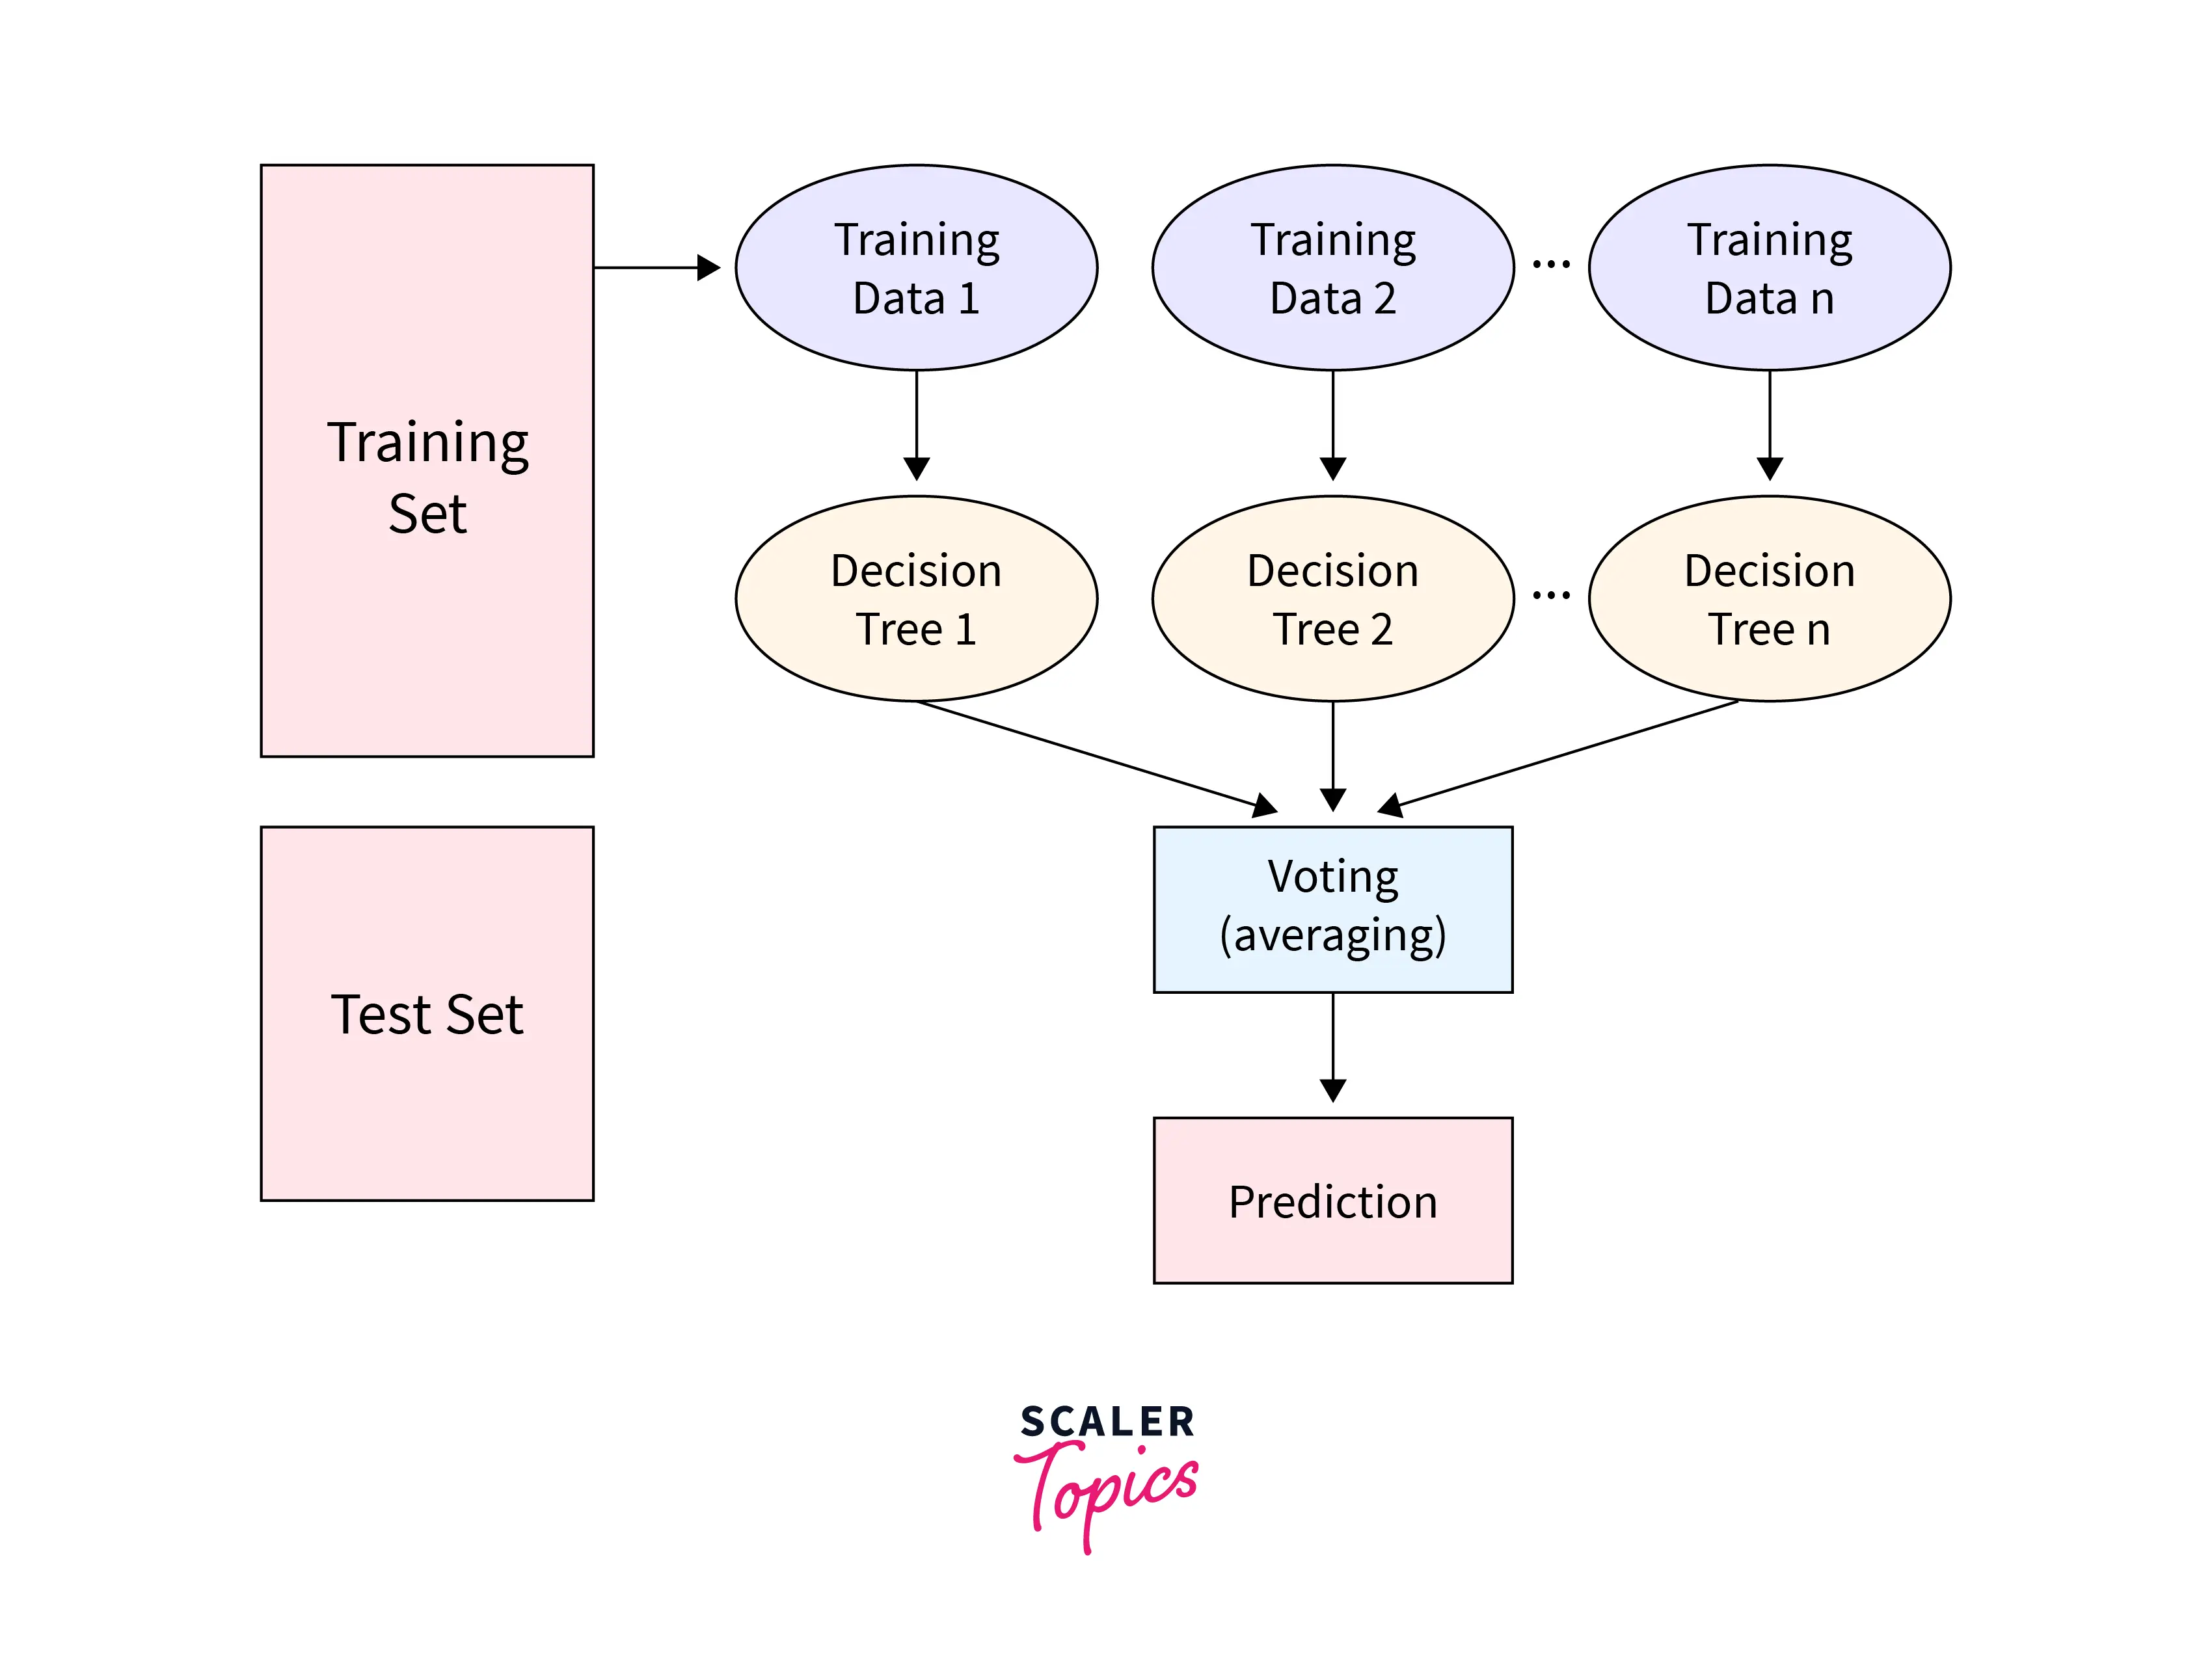 Training
Set
Training
Data 1
Training
Data 2
...
Training
Data n
Decision
Tree 1
Decision
Tree 2
...
Decision
Tree n
Voting
(averaging)
Test Set
Prediction
SCALER
Topics